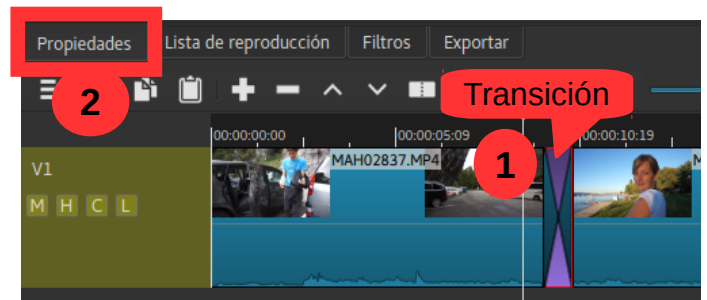 Propiedades Lista de reproducción Filtros Exportar
2
Transición
00:00:00:00 00:00:05:09 00:00:10:19
1
V1 MAH02837.MP4 M
M H C L